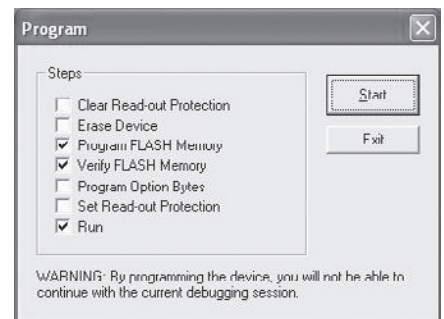 Program
Steps
Clear Read-out Protection
Erase Device
Program FLASH Memory
Verify FLASH Memory
Program Option Bytes
Set Read-out Protection
Run
Start
Exit
WARNING: By programming the device, you will not be able to
continue with the current debugging session.